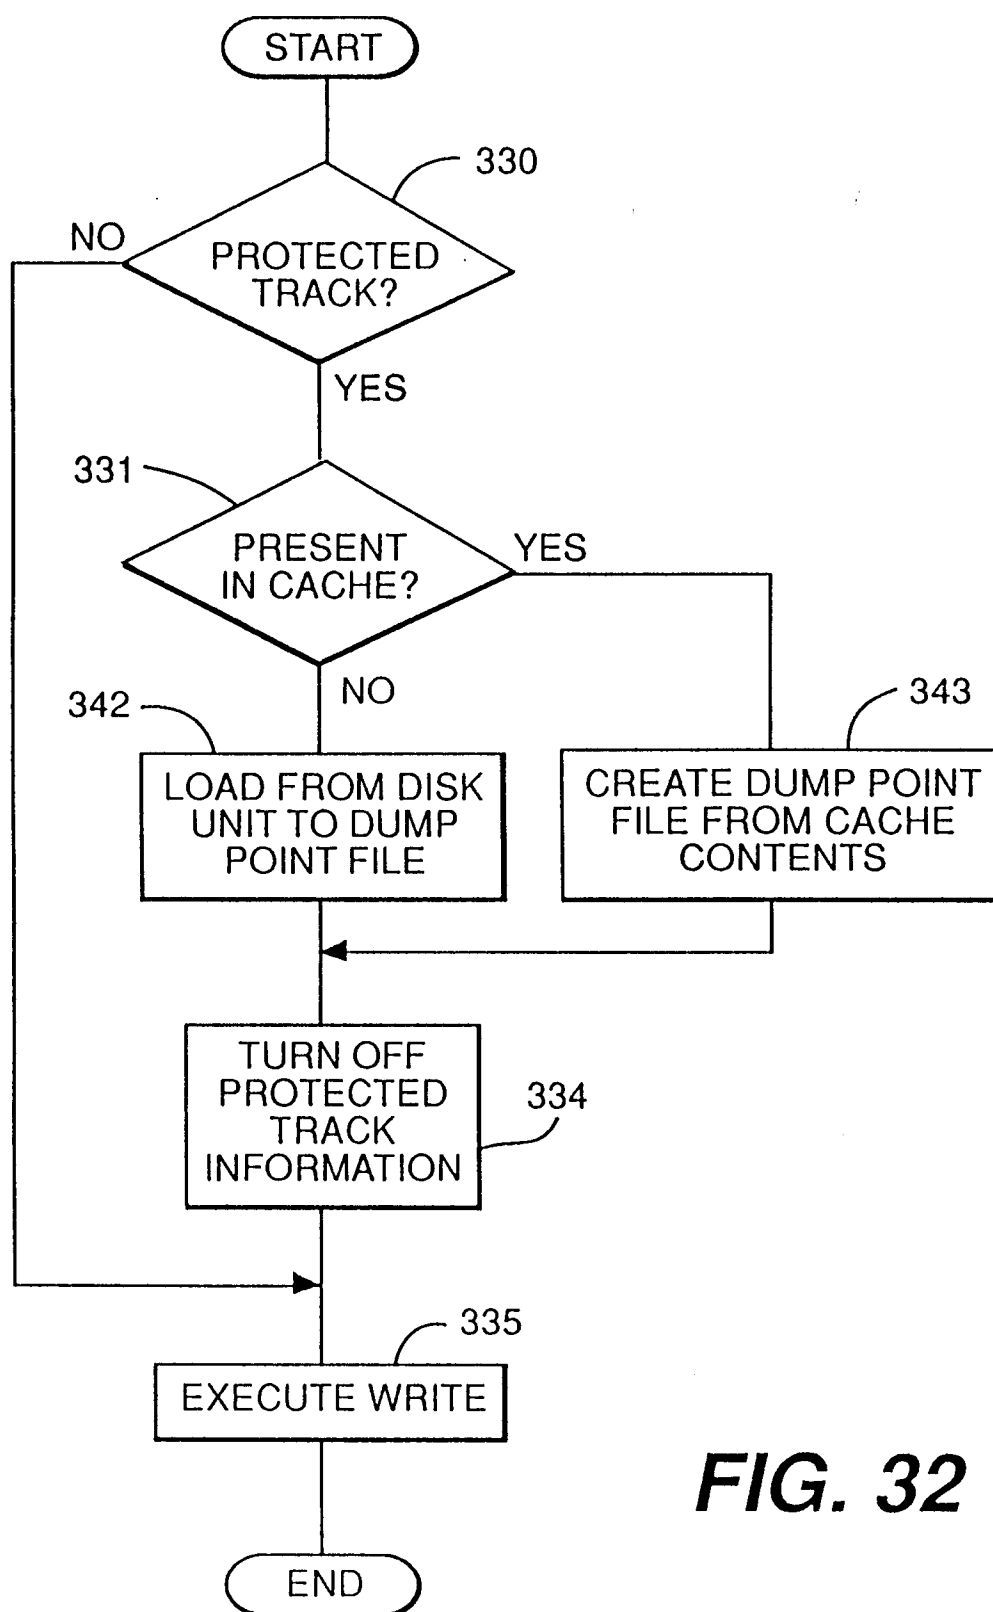 START
330
NO
PROTECTED
TRACK?
YES
331
PRESENT
IN CACHE?
YES
NO
342
343
LOAD FROM DISK
UNIT TO DUMP
POINT FILE
CREATE DUMP POINT
FILE FROM CACHE
CONTENTS
TURN OFF
PROTECTED
TRACK
INFORMATION
334
335
EXECUTE WRITE
FIG. 32
END